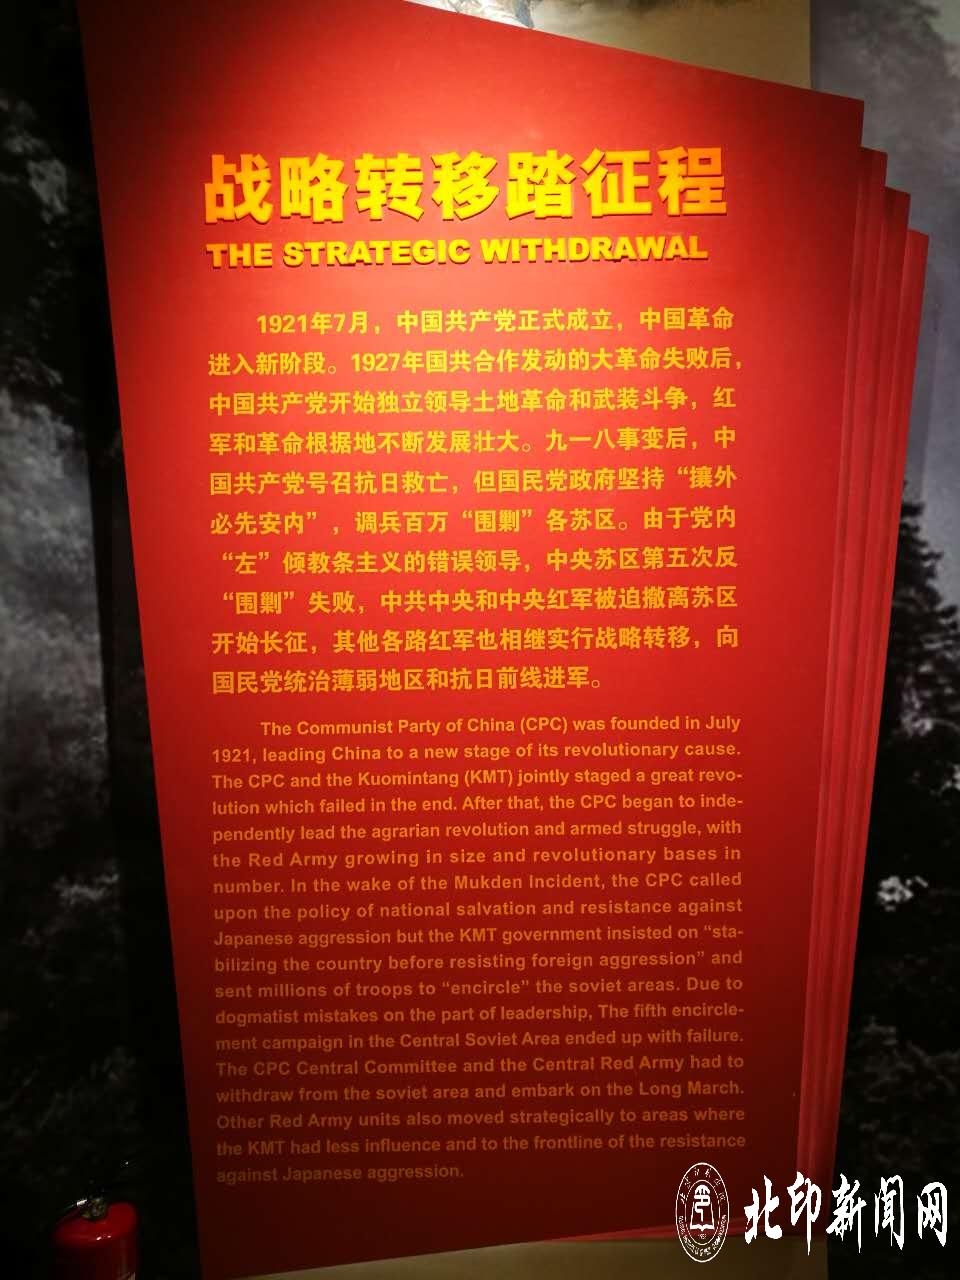 战略转移踏征程
THE STRATEGIC WITHDRAWAL
1921年7月，中国共产党正式成立，中国革命
进入新阶段。1927年国共合作发动的大革命失败后，
中国共产党开始独立领导土地革命和武装斗争，红
军和革命根据地不断发展壮大。九一八事变后，中
国共产党号召抗日救亡，但国民党政府坚持“攘外
必先安内”，调兵百万“围剿”各苏区。由于党内
“左”倾教条主义的错误领导，中央苏区第五次反
“围剿”失败，中共中央和中央红军被迫撤离苏区
开始长征，其他各路红军也相继实行战略转移，向
国民党统治薄弱地区和抗日前线进军。
The Communist Party of China (CPC) was founded in July
1921, leading China to a new stage of its revolutionary cause.
The CPC and the Kuomintang (KMT) jointly staged a great revo-
lution which failed in the end. After that, the CPC began to inde-
pendently lead the agrarian revolution and armed struggle, with
the Red Army growing in size and revolutionary bases in
number. In the wake of the Mukden Incident, the CPC called
upon the policy of national salvation and resistance against
Japanese aggression but the KMT government insisted on “sta-
bilizing the country before resisting foreign aggression” and
sent millions of troops to “encircle” the soviet areas. Due to
dogmatist mistakes on the part of leadership, The fifth encircle-
ment campaign in the Central Soviet Area ended up with failure.
The CPC Central Committee and the Central Red Army had to
withdraw from the soviet area and embark on the Long March.
Other Red Army units also moved strategically to areas where
the KMT had less influence and to the frontline of the resistance
against Japanese aggression.
北印新闻网